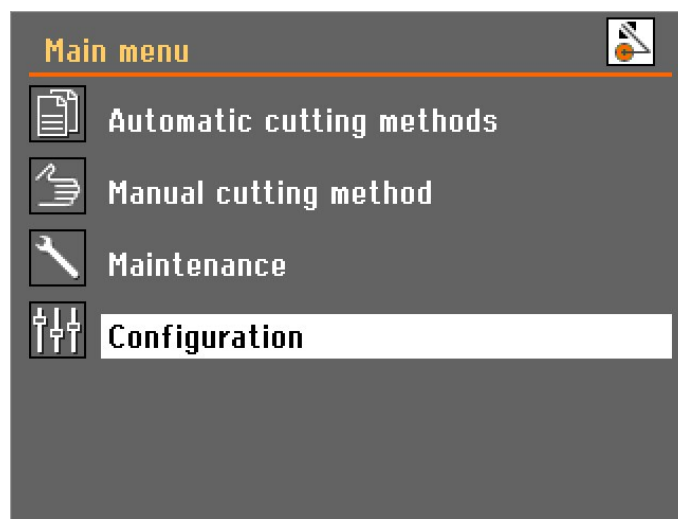 Main menu
Automatic cutting methods
Manual cutting method
Maintenance
Configuration